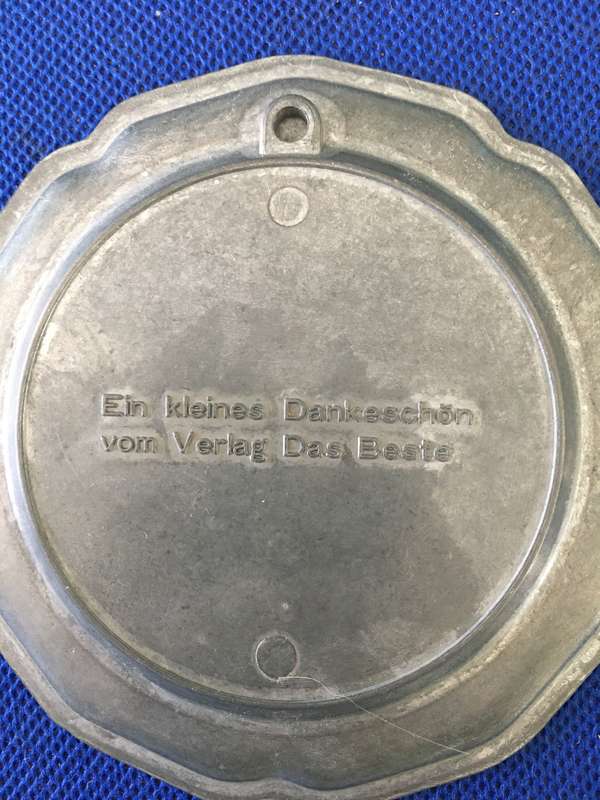 Ein kleines Dankeschön
vom Verlag Das Beste